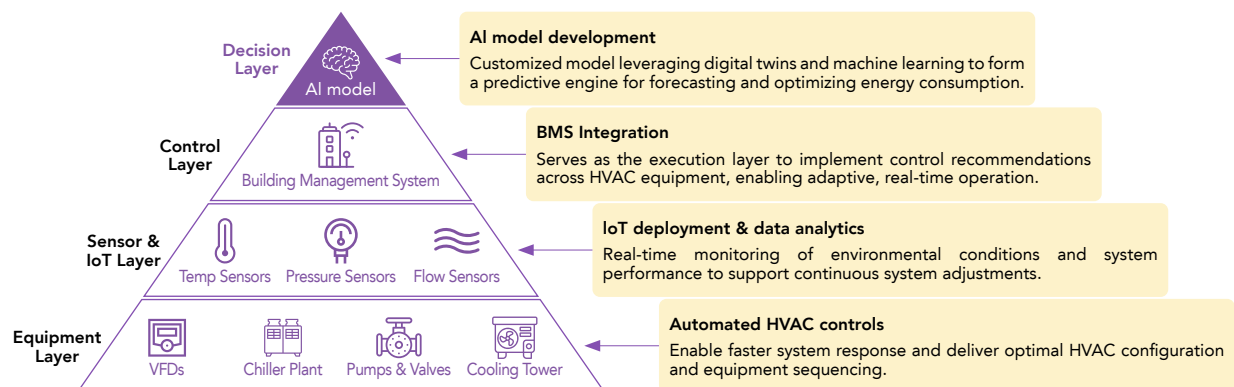 Decision
Layer
AI model
AI model development
Customized model leveraging digital twins and machine learning to form
a predictive engine for forecasting and optimizing energy consumption.
Control
Layer
Building Management System
BMS Integration
Serves as the execution layer to implement control recommendations
across HVAC equipment, enabling adaptive, real-time operation.
Sensor &
IoT Layer
Temp Sensors
Pressure Sensors
Flow Sensors
IoT deployment & data analytics
Real-time monitoring of environmental conditions and system
performance to support continuous system adjustments.
Equipment
Layer
VFDs
Chiller Plant
Pumps & Valves
Cooling Tower
Automated HVAC controls
Enable faster system response and deliver optimal HVAC configuration
and equipment sequencing.